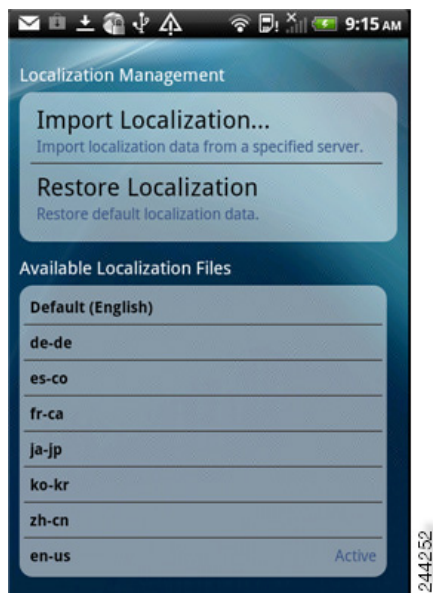 9:15 AM
Localization Management
Import Localization...
Import localization data from a specified server.
Restore Localization
Restore default localization data.
Available Localization Files
Default (English)
de-de
es-co
fr-ca
ja-jp
ko-kr
zh-cn
en-us Active
244252